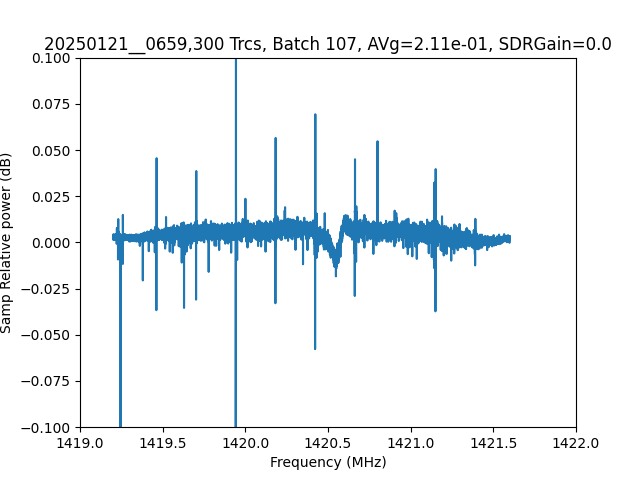 20250121__0659,300 Trcs, Batch 107, AVg=2.11e-01, SDRGain=0.0
0.100
0.075
0.050
0.025
0.000
−0.025
−0.050
−0.075
−0.100
Samp Relative power (dB)
1419.0 1419.5 1420.0 1420.5 1421.0 1421.5 1422.0
Frequency (MHz)